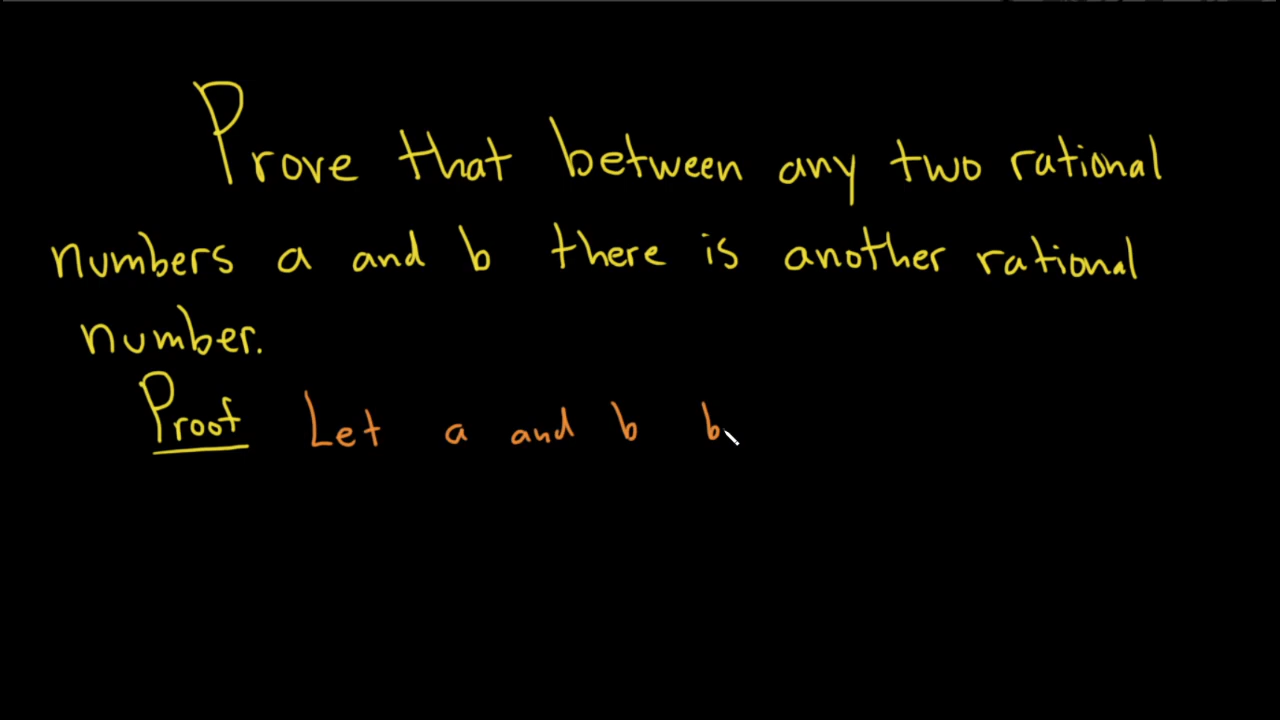 Prove that between any two rational
numbers a and b there is another rational
number.
Proof Let a and b b